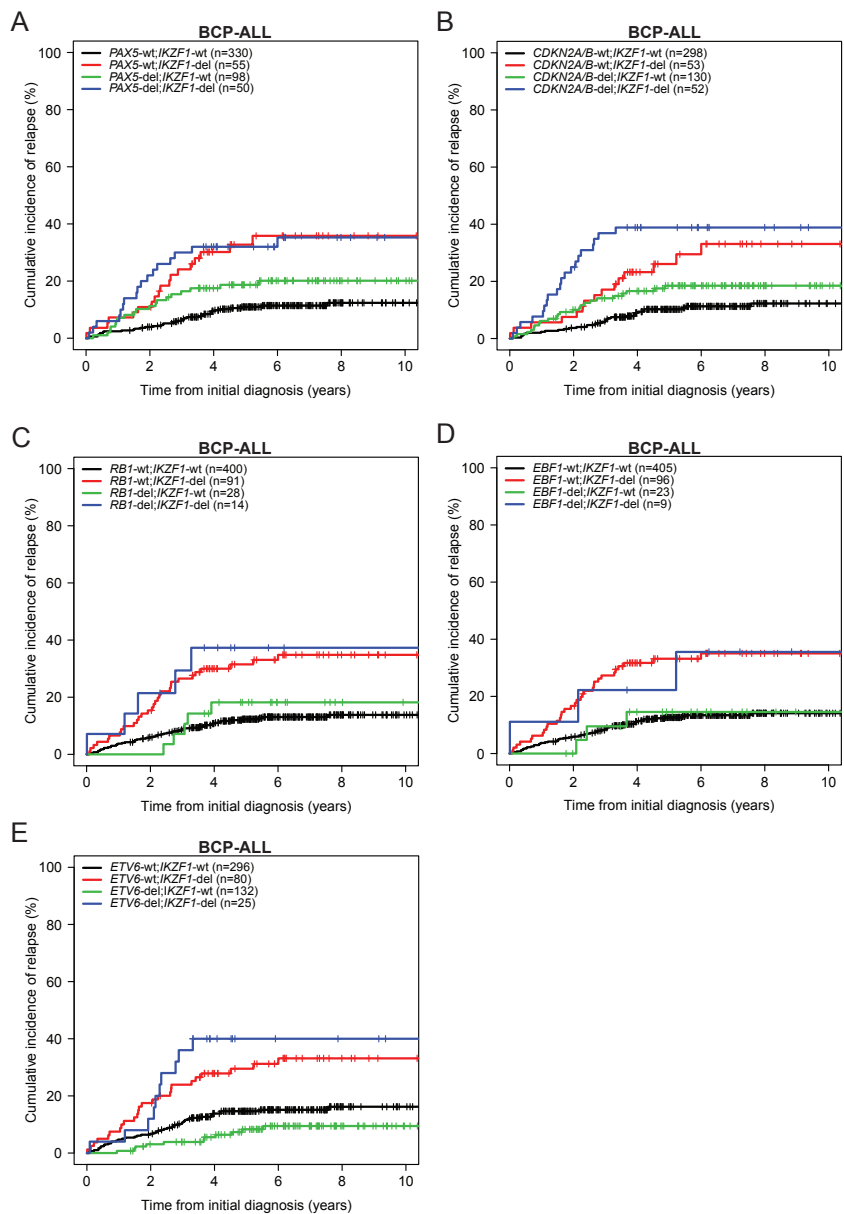 A
BCP-ALL
PAX5-wt;IKZF1-wt (n=330)
PAX5-wt;IKZF1-del (n=55)
PAX5-del;IKZF1-wt (n=98)
PAX5-del;IKZF1-del (n=50)
Cumulative incidence of relapse (%)
100
80
60
40
20
0
0 2 4 6 8 10
Time from initial diagnosis (years)
B
BCP-ALL
CDKN2A/B-wt;IKZF1-wt (n=298)
CDKN2A/B-wt;IKZF1-del (n=53)
CDKN2A/B-del;IKZF1-wt (n=130)
CDKN2A/B-del;IKZF1-del (n=52)
Cumulative incidence of relapse (%)
100
80
60
40
20
0
0 2 4 6 8 10
Time from initial diagnosis (years)
C
BCP-ALL
RB1-wt;IKZF1-wt (n=400)
RB1-wt;IKZF1-del (n=91)
RB1-del;IKZF1-wt (n=28)
RB1-del;IKZF1-del (n=14)
Cumulative incidence of relapse (%)
100
80
60
40
20
0
0 2 4 6 8 10
Time from initial diagnosis (years)
D
BCP-ALL
EBF1-wt;IKZF1-wt (n=405)
EBF1-wt;IKZF1-del (n=96)
EBF1-del;IKZF1-wt (n=23)
EBF1-del;IKZF1-del (n=9)
Cumulative incidence of relapse (%)
100
80
60
40
20
0
0 2 4 6 8 10
Time from initial diagnosis (years)
E
BCP-ALL
ETV6-wt;IKZF1-wt (n=296)
ETV6-wt;IKZF1-del (n=80)
ETV6-del;IKZF1-wt (n=132)
ETV6-del;IKZF1-del (n=25)
Cumulative incidence of relapse (%)
100
80
60
40
20
0
0 2 4 6 8 10
Time from initial diagnosis (years)